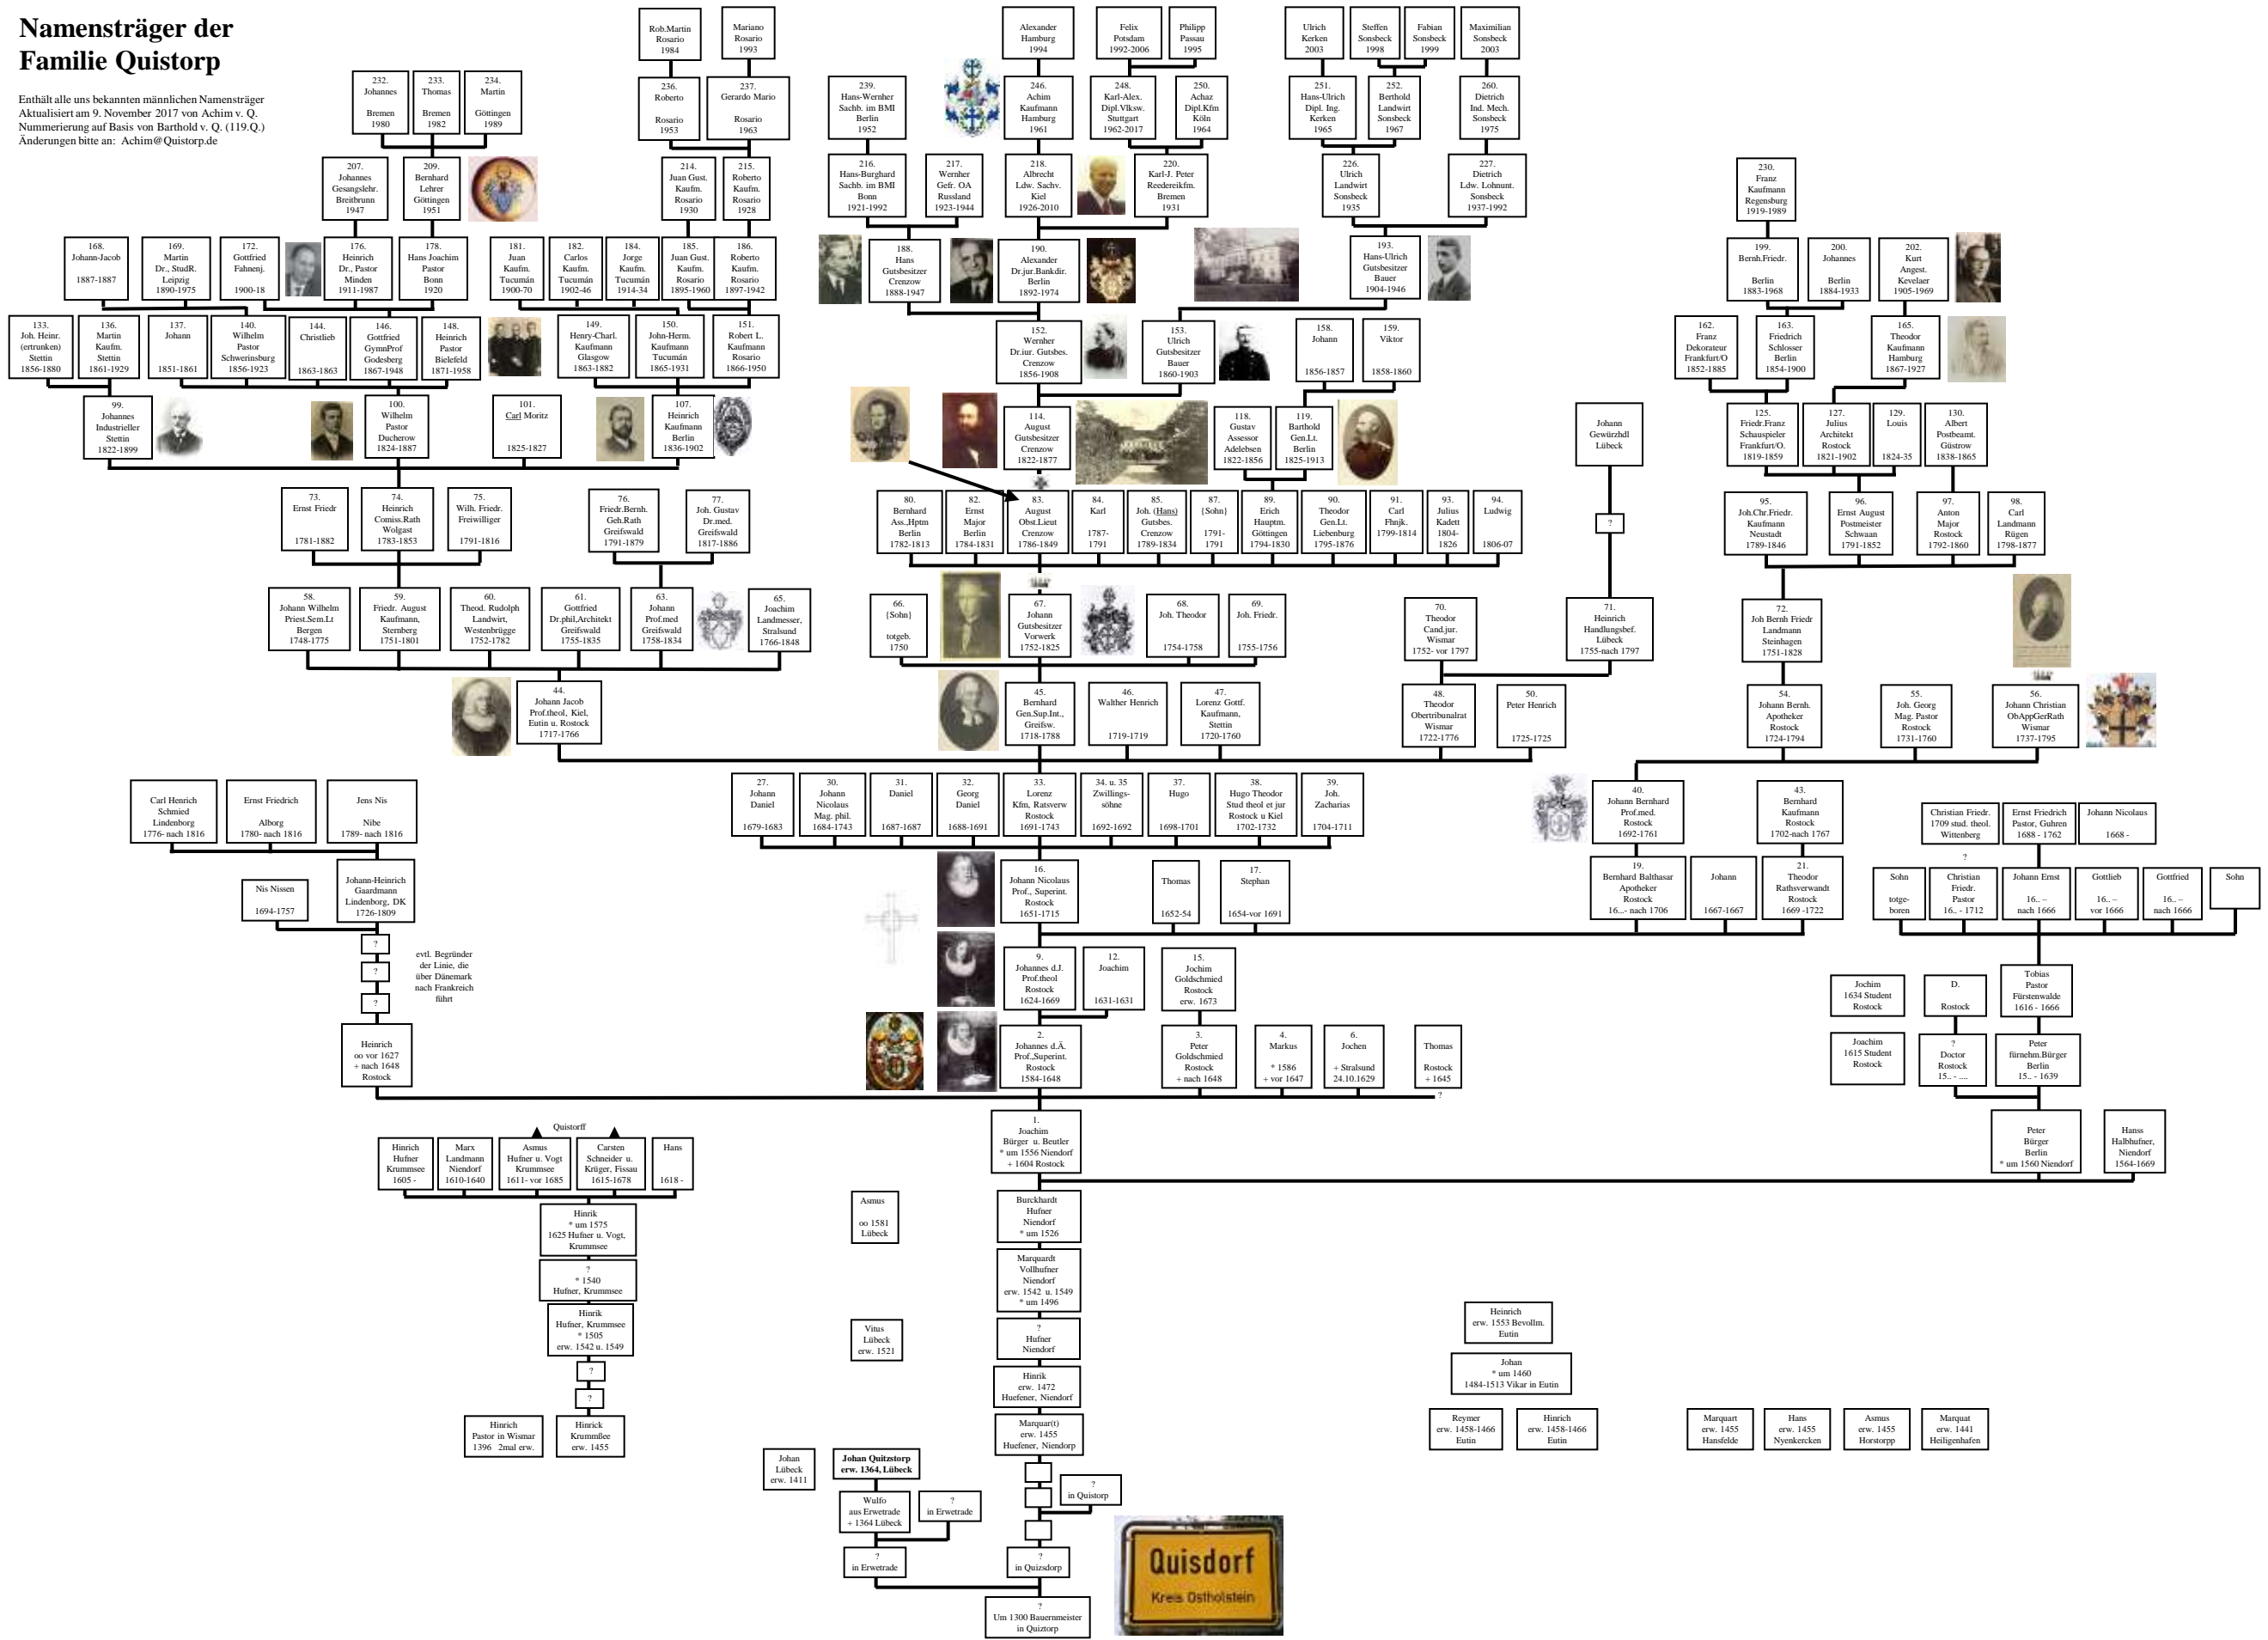 Namensträger der
Familie Quistorp
Enthält alle uns bekannten männlichen Namensträger
Aktualisiert am 9. November 2017 von Achim v. Q.
Nummerierung auf Basis von Barthold v. Q. (119.Q.)
Änderungen bitte an: Achim@Quistorp.de
Rob.Martin
Rosario
1984
Mariano
Rosario
1993
Alexander
Hamburg
1994
Felix
Potsdam
1992-2006
Philipp
Passau
1995
Ulrich
Kerken
2003
Steffen
Sonsbeck
1998
Fabian
Sonsbeck
1999
Maximilian
Sonsbeck
2003
232.
Johannes
Bremen
1980
233.
Thomas
Bremen
1982
234.
Martin
Göttingen
1989
236.
Roberto
Rosario
1953
237.
Gerardo Mario
Rosario
1963
239.
Hans-Wernher
Sachb. im BMI
Berlin
1952
246.
Achim
Kaufmann
Hamburg
1961
248.
Karl-Alex.
Dipl.Vlksw.
Stuttgart
1962-2017
250.
Achaz
Dipl.Kfm
Köln
1964
251.
Hans-Ulrich
Dipl. Ing.
Kerken
1965
252.
Berthold
Landwirt
Sonsbeck
1967
260.
Dietrich
Ind. Mech.
Sonsbeck
1975
207.
Johannes
Gesangslehr.
Breitbrunn
1947
209.
Bernhard
Lehrer
Göttingen
1951
214.
Juan Gust.
Kaufm.
Rosario
1930
215.
Roberto
Kaufm.
Rosario
1928
216.
Hans-Burghard
Sachb. im BMI
Bonn
1921-1992
217.
Wernher
Gefr. OA
Russland
1923-1944
218.
Albrecht
Ldw. Sachv.
Kiel
1926-2010
220.
Karl-J. Peter
Reedereikfm.
Bremen
1931
226.
Ulrich
Landwirt
Sonsbeck
1935
227.
Dietrich
Ldw. Lohnunt.
Sonsbeck
1937-1992
230.
Franz
Kaufmann
Regensburg
1919-1989
168.
Johann-Jacob
1887-1887
169.
Martin
Dr., StudR.
Leipzig
1890-1975
172.
Gottfried
Fahnenj.
1900-18
176.
Heinrich
Dr., Pastor
Minden
1911-1987
178.
Hans Joachim
Pastor
Bonn
1920
181.
Juan
Kaufm.
Tucumán
1900-70
182.
Carlos
Kaufm.
Tucumán
1902-46
184.
Jorge
Kaufm.
Tucumán
1914-34
185.
Juan Gust.
Kaufm.
Rosario
1895-1960
186.
Roberto
Kaufm.
Rosario
1897-1942
188.
Hans
Gutsbesitzer
Crenzow
1888-1947
190.
Alexander
Dr.jur.Bankdir.
Berlin
1892-1974
193.
Hans-Ulrich
Gutsbesitzer
Bauer
1904-1946
199.
Bernh.Friedr.
Berlin
1883-1968
200.
Johannes
Berlin
1884-1933
202.
Kurt
Angest.
Kevelaer
1905-1969
133.
Joh. Heinr.
(ertrunken)
Stettin
1856-1880
136.
Martin
Kaufm.
Stettin
1861-1929
137.
Johann
1851-1861
140.
Wilhelm
Pastor
Schwerinsburg
1856-1923
144.
Christlieb
1863-1863
146.
Gottfried
GymnProf
Godesberg
1867-1948
148.
Heinrich
Pastor
Bielefeld
1871-1958
149.
Henry-Charl.
Kaufmann
Glasgow
1863-1882
150.
John-Herm.
Kaufmann
Tucumán
1865-1931
151.
Robert L.
Kaufmann
Rosario
1866-1950
152.
Wernher
Dr.iur. Gutsbes.
Crenzow
1856-1908
153.
Ulrich
Gutsbesitzer
Bauer
1860-1903
158.
Johann
1856-1857
159.
Viktor
1858-1860
162.
Franz
Dekorateur
Frankfurt/O
1852-1885
163.
Friedrich
Schlosser
Berlin
1854-1900
165.
Theodor
Kaufmann
Hamburg
1867-1927
99.
Johannes
Industrieller
Stettin
1822-1899
100.
Wilhelm
Pastor
Ducherow
1824-1887
101.
Carl Moritz
1825-1827
107.
Heinrich
Kaufmann
Berlin
1836-1902
114.
August
Gutsbesitzer
Crenzow
1822-1877
118.
Gustav
Assessor
Adelebsen
1822-1856
119.
Barthold
Gen.Lt.
Berlin
1825-1913
Johann
Gewürzhdl
Lübeck
125.
Friedr.Franz
Schauspieler
Frankfurt/O.
1819-1859
127.
Julius
Architekt
Rostock
1821-1902
129.
Louis
1824-35
130.
Albert
Postbeamt.
Güstrow
1838-1865
73.
Ernst Friedr
1781-1882
74.
Heinrich
Comiss.Rath
Wolgast
1783-1853
75.
Wilh. Friedr.
Freiwilliger
1791-1816
76.
Friedr.Bernh.
Geh.Rath
Greifswald
1791-1879
77.
Joh. Gustav
Dr.med.
Greifswald
1817-1886
80.
Bernhard
Ass.,Hptm
Berlin
1782-1813
82.
Ernst
Major
Berlin
1784-1831
83.
August
Obst.Lieut
Crenzow
1786-1849
84.
Karl
1787-
1791
85.
Joh. (Hans)
Gutsbes.
Crenzow
1789-1834
87.
{Sohn}
1791-
1791
89.
Erich
Hauptm.
Göttingen
1794-1830
90.
Theodor
Gen.Lt.
Liebenburg
1795-1876
91.
Carl
Fhnjk.
1799-1814
93.
Julius
Kadett
1804-
1826
94.
Ludwig
1806-07
?
95.
Joh.Chr.Friedr.
Kaufmann
Neustadt
1789-1846
96.
Ernst August
Postmeister
Schwaan
1791-1852
97.
Anton
Major
Rostock
1792-1860
98.
Carl
Landmann
Rügen
1798-1877
58.
Johann Wilhelm
Priest.Sem.Lt
Bergen
1748-1775
59.
Friedr. August
Kaufmann,
Sternberg
1751-1801
60.
Theod. Rudolph
Landwirt,
Westenbrügge
1752-1782
61.
Gottfried
Dr.phil,Architekt
Greifswald
1755-1835
63.
Johann
Prof.med
Greifswald
1758-1834
65.
Joachim
Landmesser,
Stralsund
1766-1848
66.
{Sohn}
totgeb.
1750
67.
Johann
Gutsbesitzer
Vorwerk
1752-1825
68.
Joh. Theodor
1754-1758
69.
Joh. Friedr.
1755-1756
70.
Theodor
Cand.jur.
Wismar
1752- vor 1797
71.
Heinrich
Handlungsbef.
Lübeck
1755-nach 1797
72.
Joh Bernh Friedr
Landmann
Steinhagen
1751-1828
44.
Johann Jacob
Prof.theol, Kiel,
Eutin u. Rostock
1717-1766
45.
Bernhard
Gen.Sup.Int.,
Greifsw.
1718-1788
46.
Walther Henrich
1719-1719
47.
Lorenz Gottf.
Kaufmann,
Stettin
1720-1760
48.
Theodor
Obertribunalrat
Wismar
1722-1776
50.
Peter Henrich
1725-1725
54.
Johann Bernh.
Apotheker
Rostock
1724-1794
55.
Joh. Georg
Mag. Pastor
Rostock
1731-1760
56.
Johann Christian
ObAppGerRath
Wismar
1737-1795
Carl Henrich
Schmied
Lindenborg
1776- nach 1816
Ernst Friedrich
Alborg
1780- nach 1816
Jens Nis
Nibe
1789- nach 1816
27.
Johann
Daniel
1679-1683
30.
Johann
Nicolaus
Mag. phil.
1684-1743
31.
Daniel
1687-1687
32.
Georg
Daniel
1688-1691
33.
Lorenz
Kfm, Ratsverw
Rostock
1691-1743
34. u. 35
Zwillings-
söhne
1692-1692
37.
Hugo
1698-1701
38.
Hugo Theodor
Stud theol et jur
Rostock u Kiel
1702-1732
39.
Joh.
Zacharias
1704-1711
40.
Johann Bernhard
Prof.med.
Rostock
1692-1761
43.
Bernhard
Kaufmann
Rostock
1702-nach 1767
Christian Friedr.
1709 stud. theol.
Wittenberg
?
Ernst Friedrich
Pastor, Guhren
1688 - 1762
Johann Nicolaus
1668 -
Nis Nissen
1694-1757
Johann-Heinrich
Gaardmann
Lindenborg, DK
1726-1809
?
?
?
evtl. Begründer
der Linie, die
über Dänemark
nach Frankreich
führt
16.
Johann Nicolaus
Prof., Superint.
Rostock
1651-1715
Thomas
1652-54
17.
Stephan
1654-vor 1691
19.
Bernhard Balthasar
Apotheker
Rostock
16...- nach 1706
Johann
1667-1667
21.
Theodor
Rathsverwandt
Rostock
1669 -1722
Sohn
totge-
boren
Christian
Friedr.
Pastor
16.. - 1712
Johann Ernst
16.. –
nach 1666
Gottlieb
16.. –
vor 1666
Gottfried
16.. –
nach 1666
Sohn
9.
Johannes d.J.
Prof.theol
Rostock
1624-1669
12.
Joachim
1631-1631
15.
Jochim
Goldschmied
Rostock
erw. 1673
Jochim
1634 Student
Rostock
D.
Rostock
Tobias
Pastor
Fürstenwalde
1616 - 1666
Heinrich
oo vor 1627
+ nach 1648
Rostock
2.
Johannes d.Ä.
Prof.,Superint.
Rostock
1584-1648
3.
Peter
Goldschmied
Rostock
+ nach 1648
4.
Markus
* 1586
+ vor 1647
6.
Jochen
+ Stralsund
24.10.1629
Thomas
Rostock
+ 1645
?
Joachim
1615 Student
Rostock
?
Doctor
Rostock
15.. - ....
Peter
fürnehm.Bürger
Berlin
15.. - 1639
1.
Joachim
Bürger u. Beutler
* um 1556 Niendorf
+ 1604 Rostock
Peter
Bürger
Berlin
* um 1560 Niendorf
Hanss
Halbhufner,
Niendorf
1564-1669
Quistorff
Hinrich
Hufner
Krummsee
1605 -
Marx
Landmann
Niendorf
1610-1640
Asmus
Hufner u. Vogt
Krummsee
1611- vor 1685
Carsten
Schneider u.
Krüger, Fissau
1615-1678
Hans
1618 -
Hinrik
* um 1575
1625 Hufner u. Vogt,
Krummsee
?
* 1540
Hufner, Krummsee
Hinrik
Hufner, Krummsee
* 1505
erw. 1542 u. 1549
?
?
Hinrich
Pastor in Wismar
1396 2mal erw.
Hinrick
Krummßee
erw. 1455
Asmus
oo 1581
Lübeck
Vitus
Lübeck
erw. 1521
Burckhardt
Hufner
Niendorf
* um 1526
Marquardt
Vollhufner
Niendorf
erw. 1542 u. 1549
* um 1496
?
Hufner
Niendorf
Hinrik
erw. 1472
Huefener, Niendorf
Marquar(t)
erw. 1455
Huefener, Niendorp
Heinrich
erw. 1553 Bevollm.
Eutin
Johan
* um 1460
1484-1513 Vikar in Eutin
Reymer
erw. 1458-1466
Eutin
Hinrich
erw. 1458-1466
Eutin
Marquart
erw. 1455
Hansfelde
Hans
erw. 1455
Nyenkercken
Asmus
erw. 1455
Horstorpp
Marquat
erw. 1441
Heiligenhafen
Johan
Lübeck
erw. 1411
Johan Quitzstorp
erw. 1364, Lübeck
Wulfo
aus Erwetrade
+ 1364 Lübeck
?
in Erwetrade
?
in Quistorp
?
in Erwetrade
?
in Quizsdorp
?
Um 1300 Bauernmeister
in Quiztorp
Quisdorf
Kreis Ostholstein